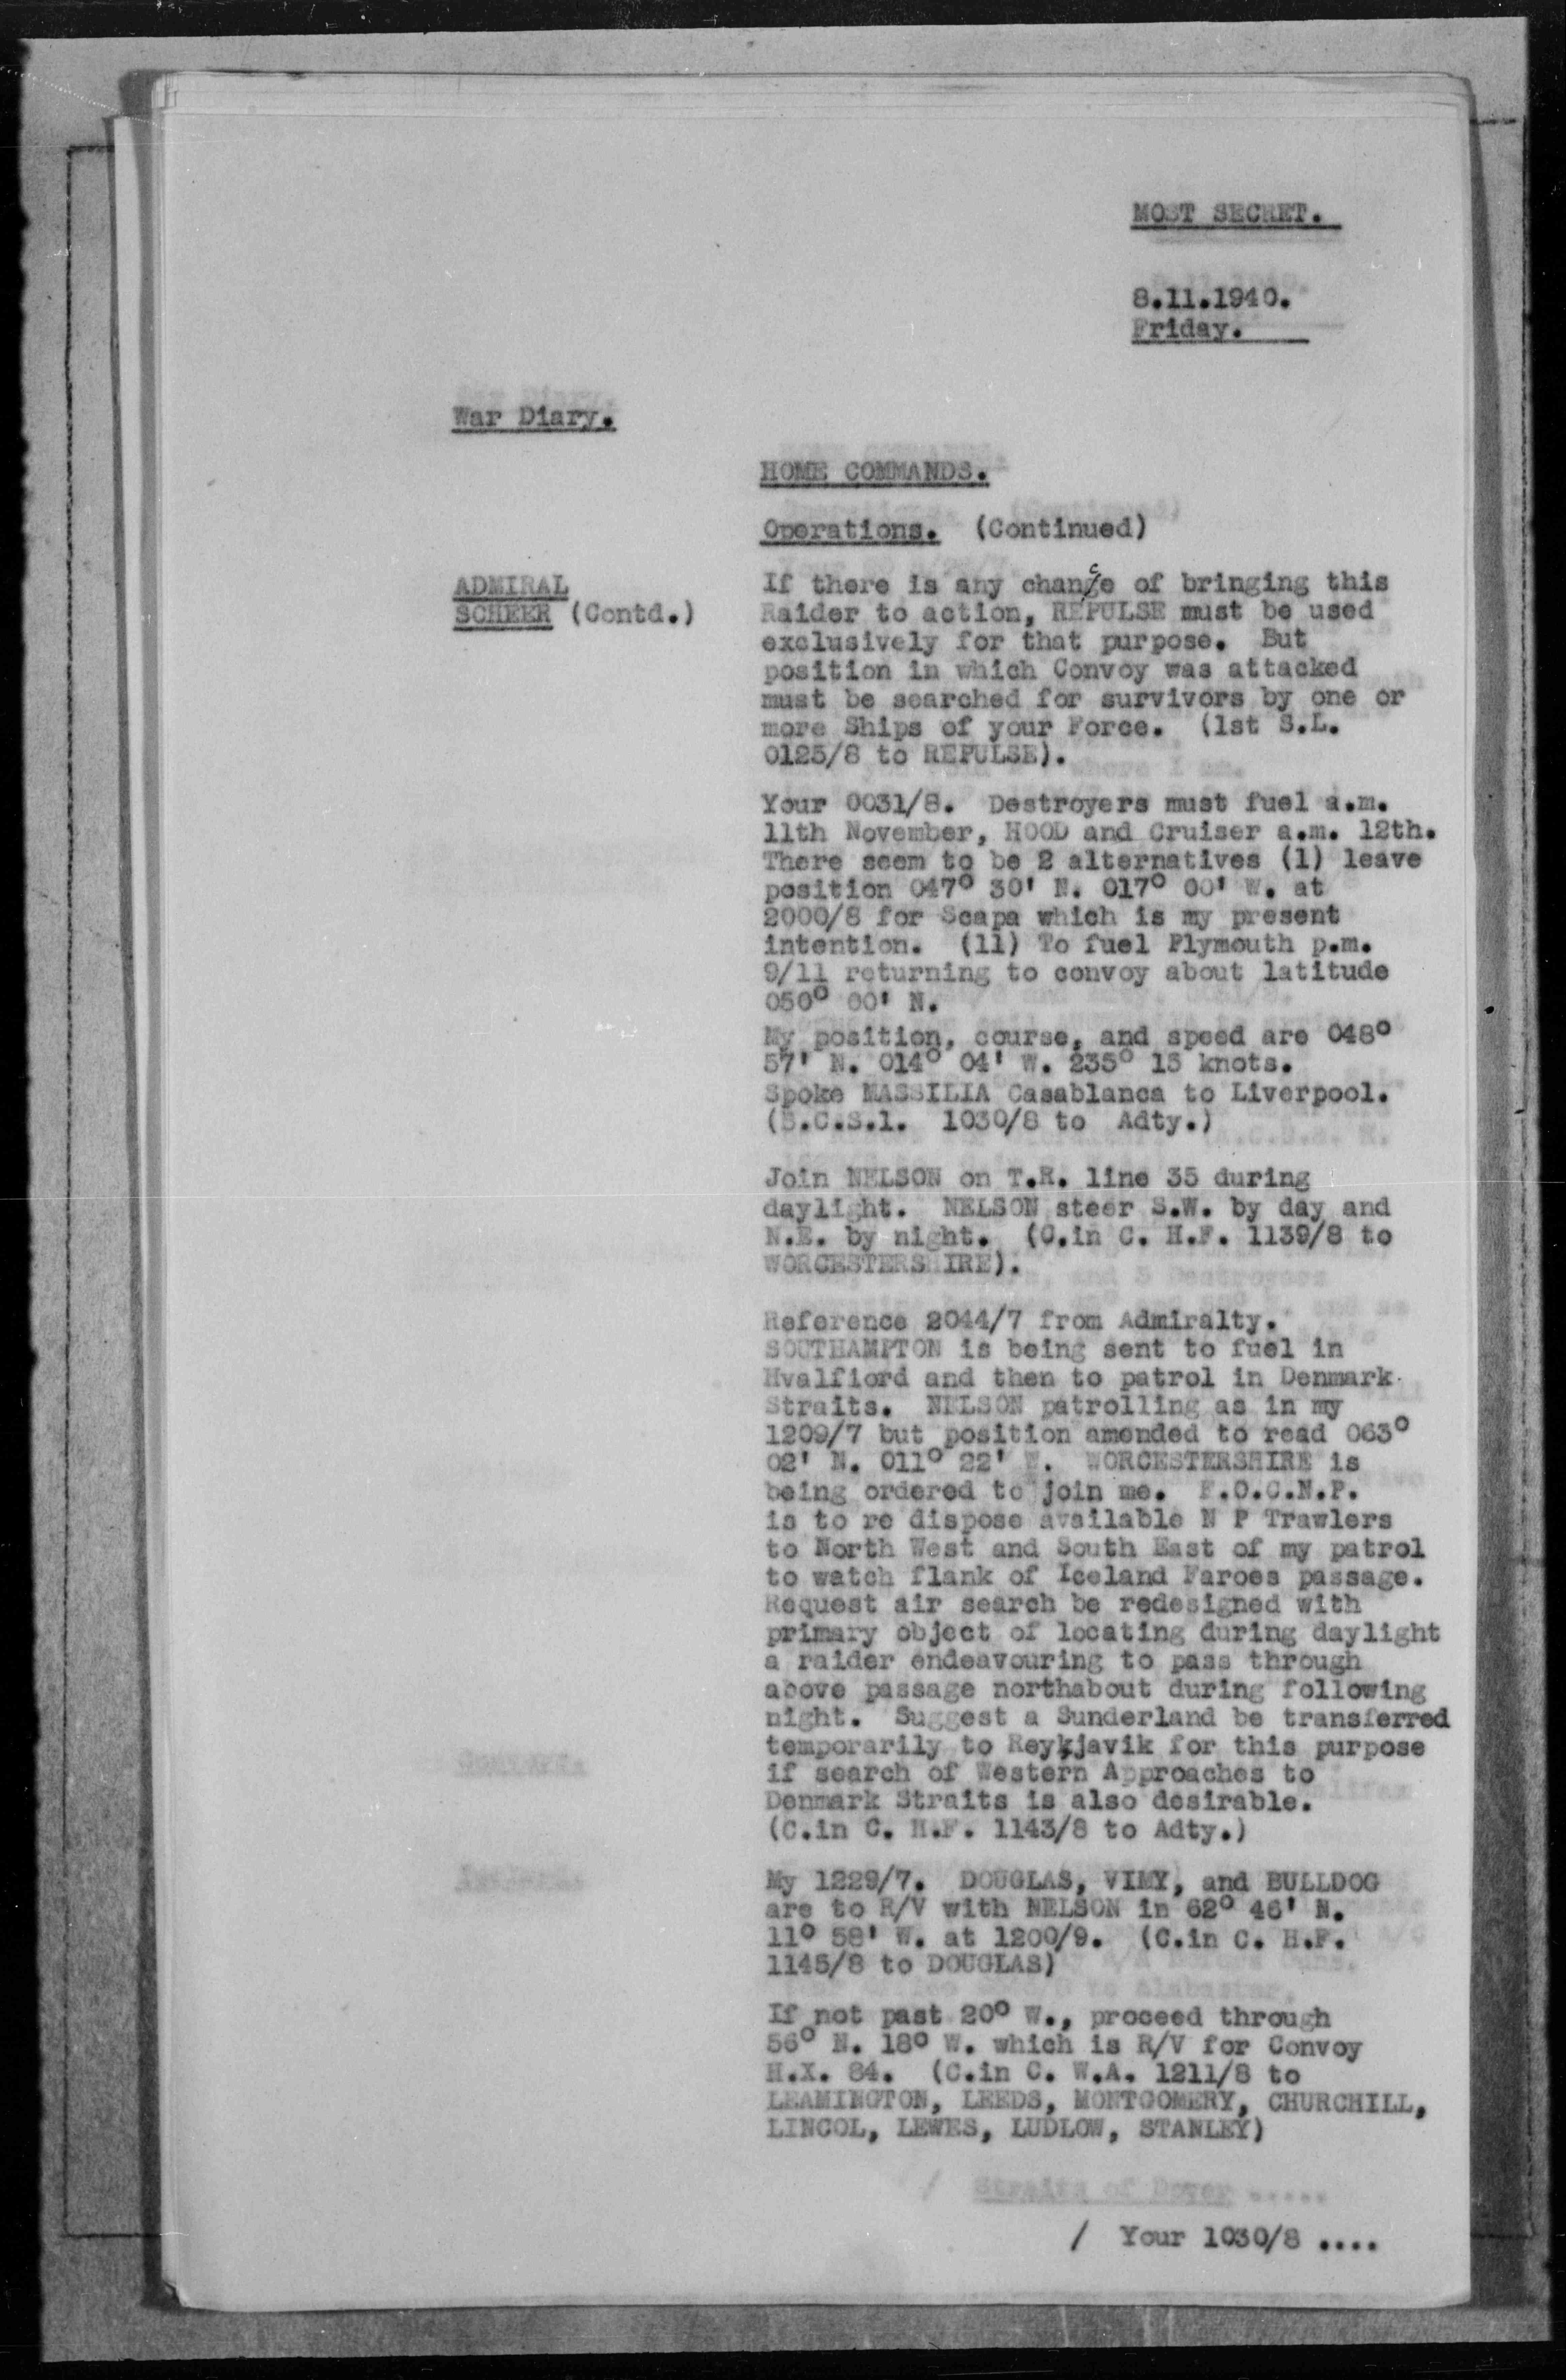 MOST SECRET.
8.11.1940.
Friday.
War Diary.
HOME COMMANDS.
Operations. (Continued)
ADMIRAL
SCHEER (Contd.)
If there is any chance of bringing this
Raider to action, REPULSE must be used
exclusively for that purpose. But
position in which Convoy was attacked
must be searched for survivors by one or
more Ships of your Force. (1st S.L.
0125/8 to REPULSE).
Your 0031/8. Destroyers must fuel a.m.
11th November, HOOD and Cruiser a.m. 12th.
There seem to be 2 alternatives (1) leave
position 047° 30' N. 017° 00' W. at
2000/8 for Scapa which is my present
intention. (11) To fuel Plymouth p.m.
9/11 returning to convoy about latitude
050° 00' N.
My position, course, and speed are 048°
57' N. 014° 04' W. 235° 15 knots.
Spoke MASSILIA Casablanca to Liverpool.
(B.C.S.1. 1030/8 to Adty.)
Join NELSON on T.R. line 35 during
daylight. NELSON steer S.W. by day and
N.E. by night. (C.in C. H.F. 1139/8 to
WORCESTERSHIRE).
Reference 2044/7 from Admiralty.
SOUTHAMPTON is being sent to fuel in
Hvalfiord and then to patrol in Denmark
Straits. NELSON patrolling as in my
1209/7 but position amended to read 063°
02' N. 011° 22' W. WORCESTERSHIRE is
being ordered to join me. F.O.C.N.P.
is to re dispose available N P Trawlers
to North West and South East of my patrol
to watch flank of Iceland Faroes passage.
Request air search be redesigned with
primary object of locating during daylight
a raider endeavouring to pass through
above passage northabout during following
night. Suggest a Sunderland be transferred
temporarily to Reykjavik for this purpose
if search of Western Approaches to
Denmark Straits is also desirable.
(C.in C. H.F. 1143/8 to Adty.)
My 1229/7. DOUGLAS, VIMY, and BULLDOG
are to R/V with NELSON in 62° 46' N.
11° 58' W. at 1200/9. (C.in C. H.F.
1145/8 to DOUGLAS)
If not past 20° W., proceed through
56° N. 18° W. which is R/V for Convoy
H.X. 84. (C.in C. W.A. 1211/8 to
LEAMINGTON, LEEDS, MONTGOMERY, CHURCHILL,
LINCOL, LEWES, LUDLOW, STANLEY)
/ Straits of Dover .....
/ Your 1030/8 ....